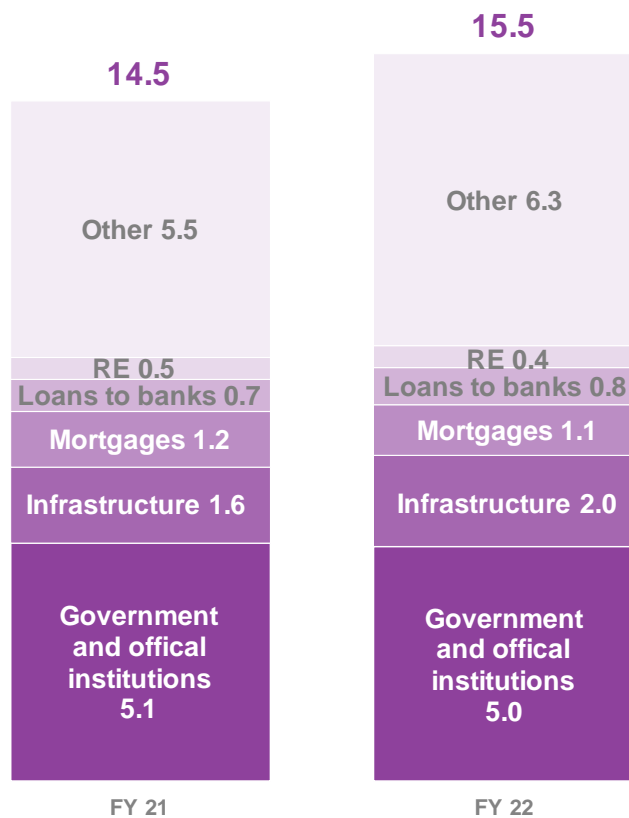 14.5
Other 5.5
RE 0.5
Loans to banks 0.7
Mortgages 1.2
Infrastructure 1.6
Government
and offical
institutions
5.1
FY 21
15.5
Other 6.3
RE 0.4
Loans to banks 0.8
Mortgages 1.1
Infrastructure 2.0
Government
and offical
institutions
5.0
FY 22